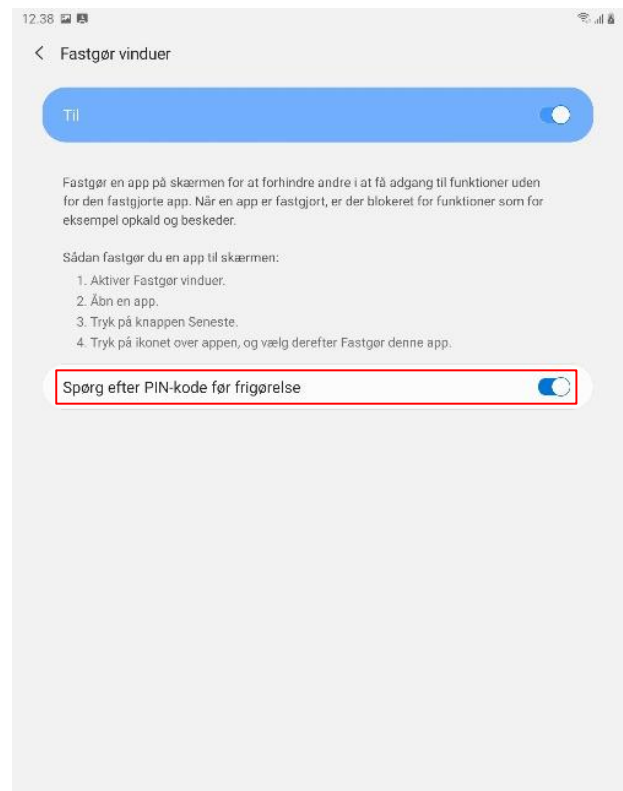 12.38
Fastgør vinduer
Til
Fastgør en app på skærmen for at forhindre andre i at få adgang til funktioner uden
for den fastgjorte app. Når en app er fastgjort, er der blokeret for funktioner som for
eksempel opkald og beskeder.
Sådan fastgør du en app til skærmen:
1. Aktiver Fastgør vinduer.
2. Åbn en app.
3. Tryk på knappen Seneste.
4. Tryk på ikonet over appen, og vælg derefter Fastgør denne app.
Spørg efter PIN-kode før frigørelse